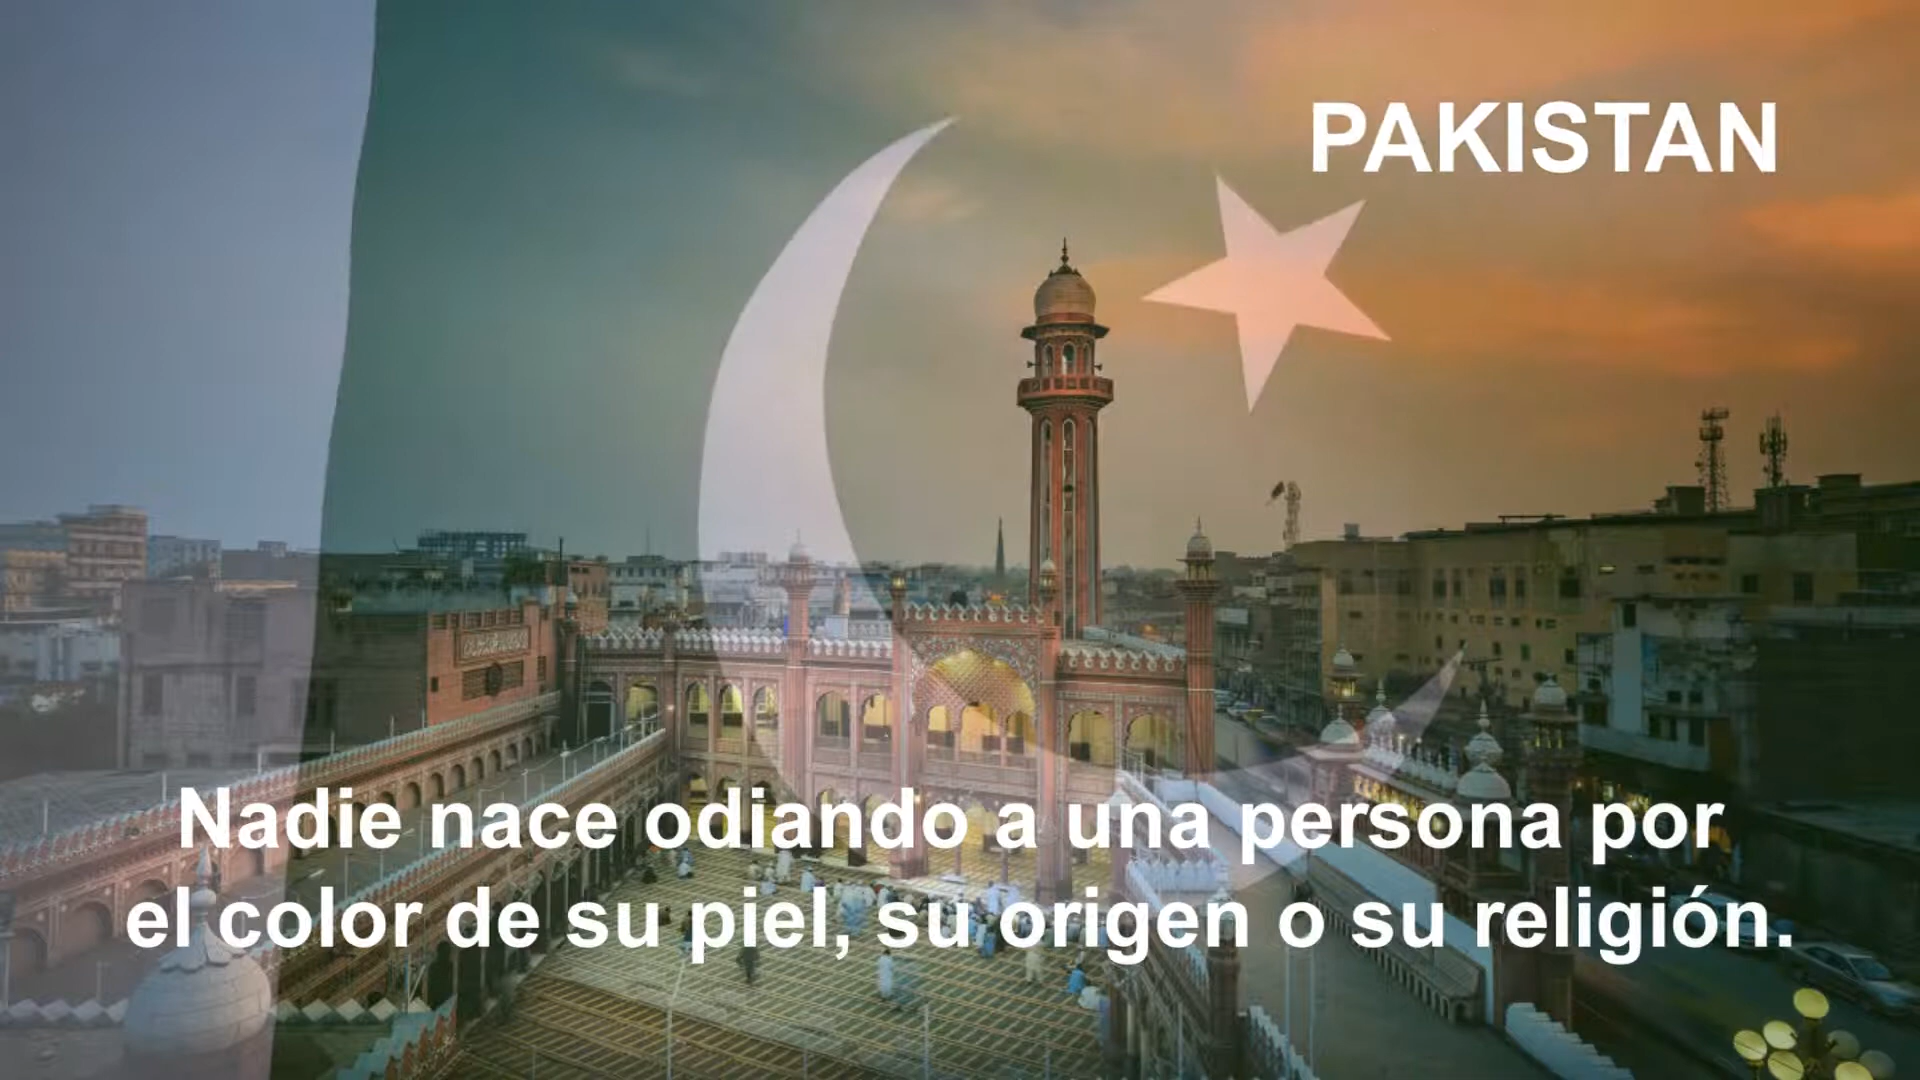 PAKISTAN
Nadie nace odiando a una persona por
el color de su piel, su origen o su religión.